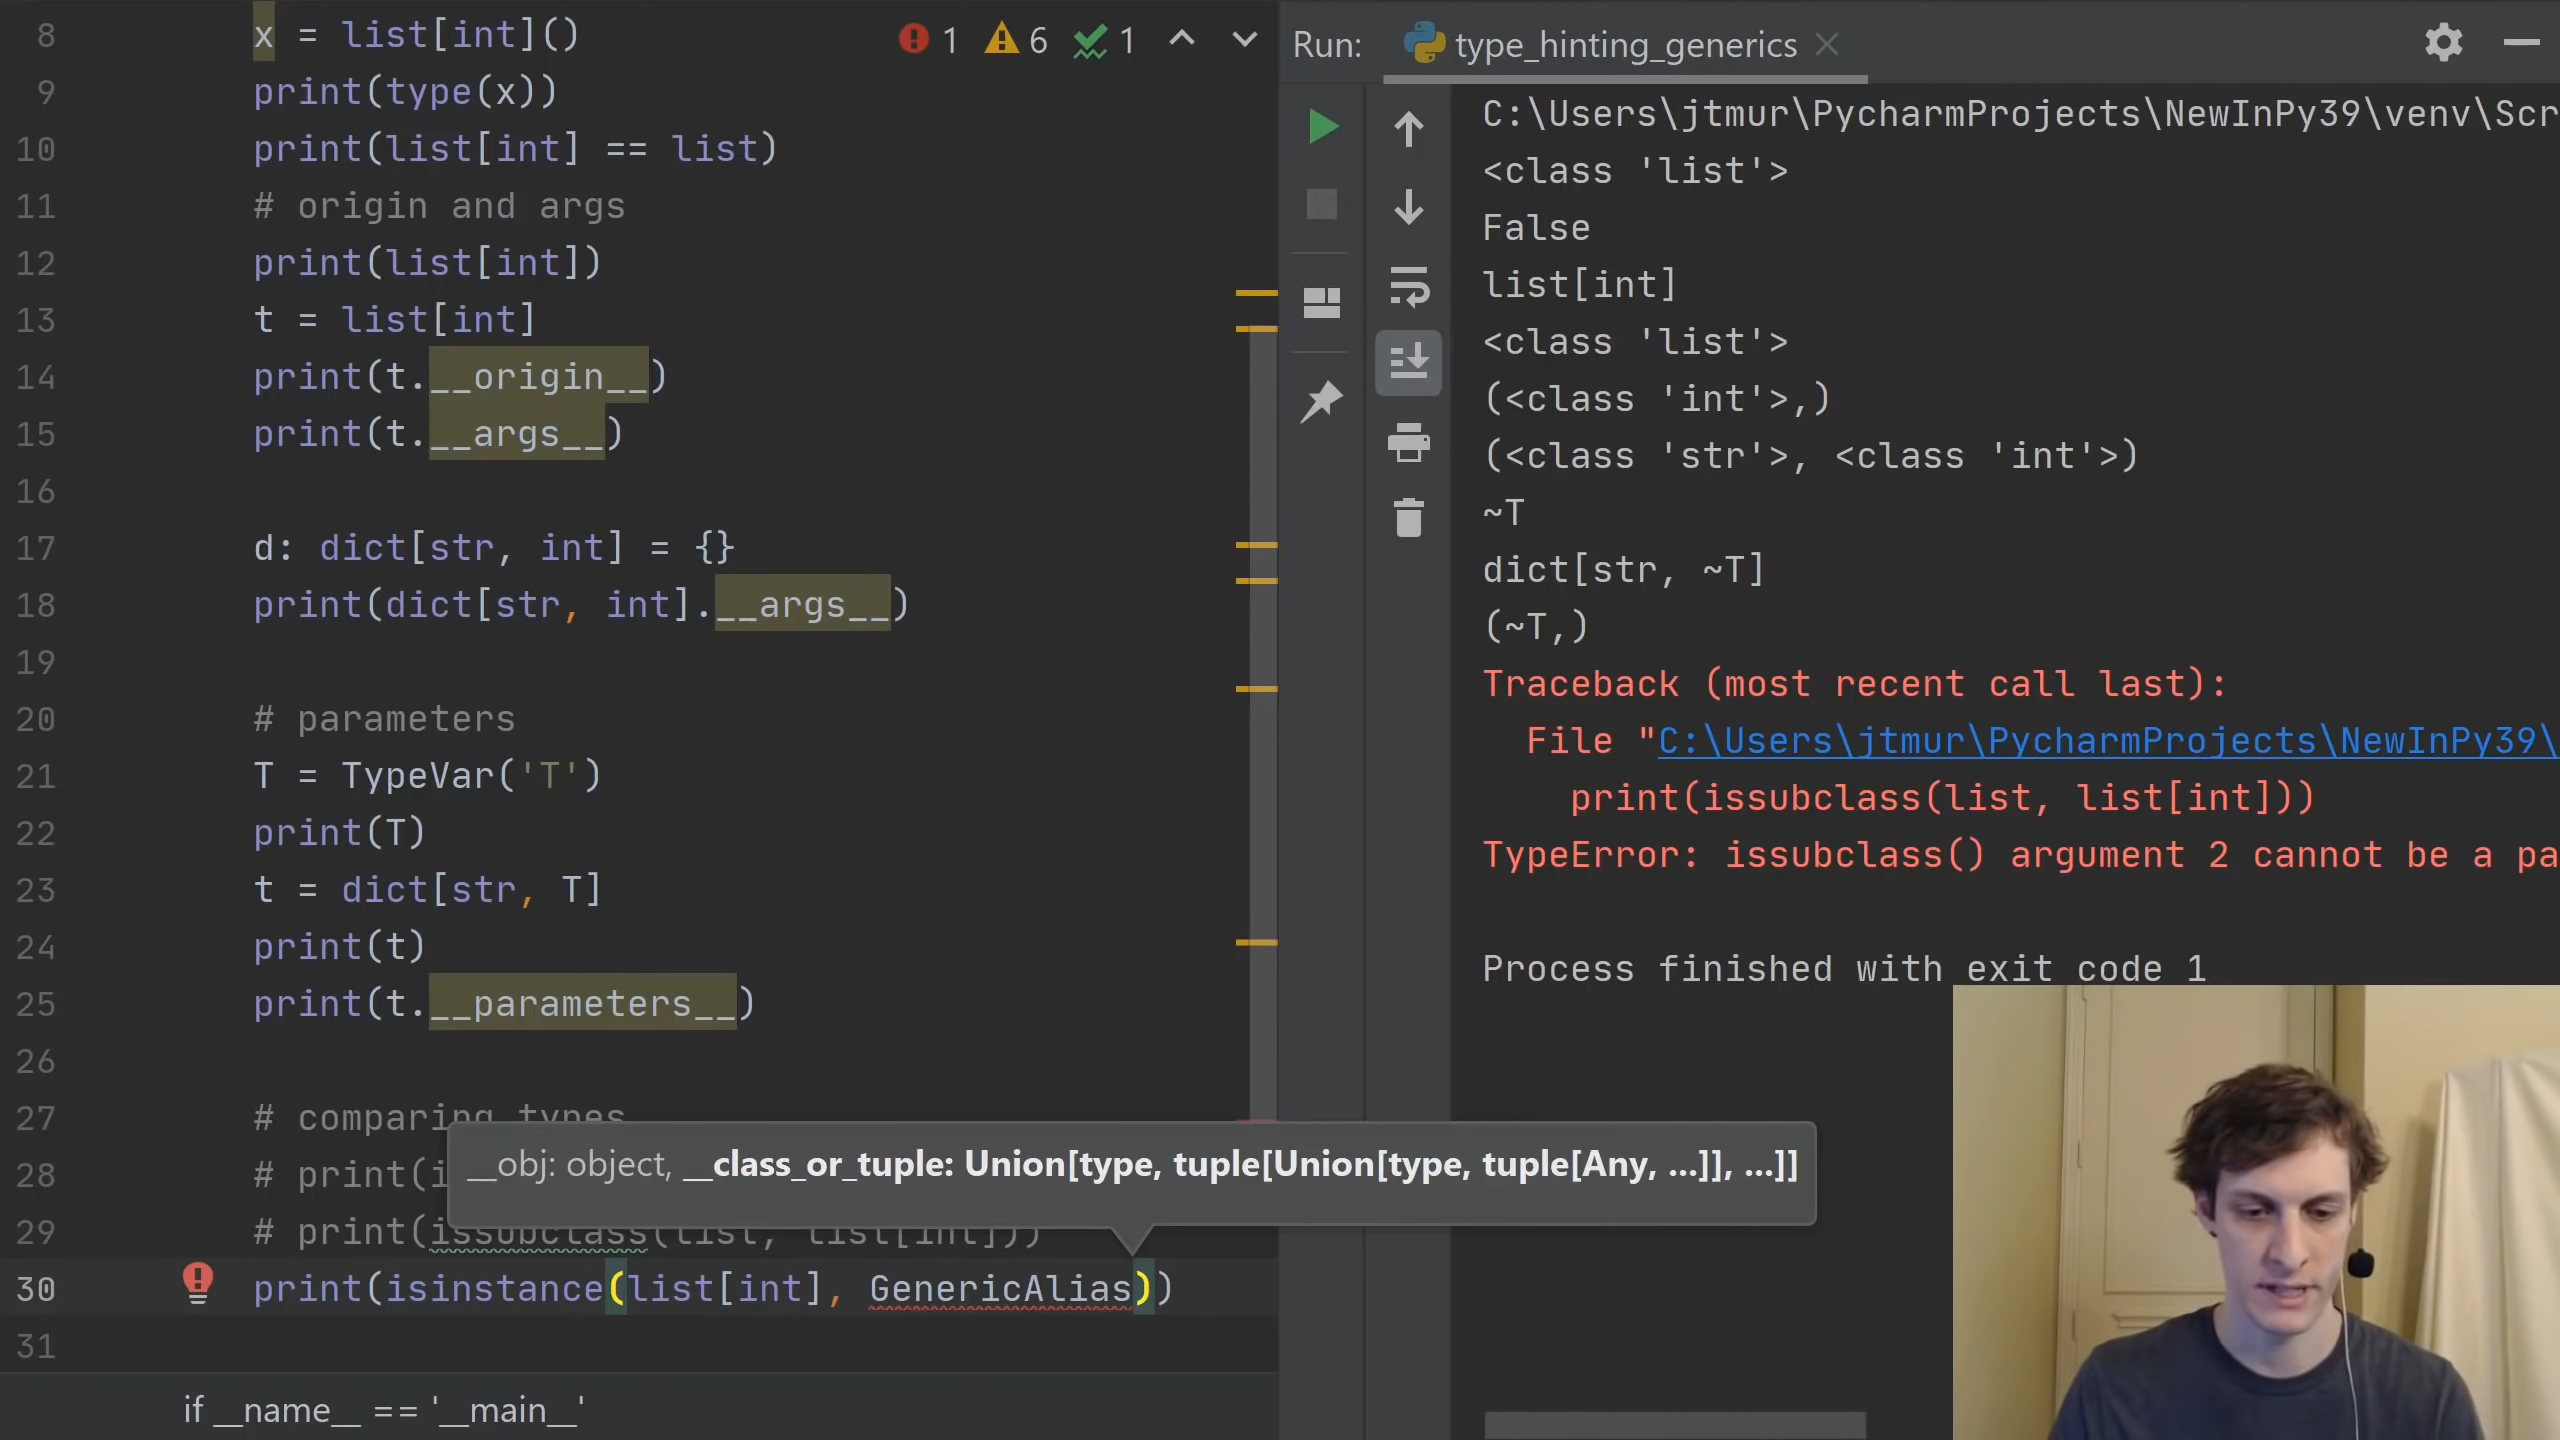 8 x = list[int]()
9 print(type(x))
10 print(list[int] == list)
11 # origin and args
12 print(list[int])
13 t = list[int]
14 print(t.__origin__)
15 print(t.__args__)
16
17 d: dict[str, int] = {}
18 print(dict[str, int].__args__)
19
20 # parameters
21 T = TypeVar('T')
22 print(T)
23 t = dict[str, T]
24 print(t)
25 print(t.__parameters__)
26
27 # comparing types
28 # print(i
__obj: object, __class_or_tuple: Union[type, tuple[Union[type, tuple[Any, ...]], ...]]
29 # print(issubclass(list, list[int]))
30 print(isinstance(list[int], GenericAlias))
31
if __name__ == '__main__'
1 6 1
Run: type_hinting_generics
C:\Users\jtmur\PycharmProjects\NewInPy39\venv\Scr
<class 'list'>
False
list[int]
<class 'list'>
(<class 'int'>,)
(<class 'str'>, <class 'int'>)
~T
dict[str, ~T]
(~T,)
Traceback (most recent call last):
File "C:\Users\jtmur\PycharmProjects\NewInPy39\
print(issubclass(list, list[int]))
TypeError: issubclass() argument 2 cannot be a pa
Process finished with exit code 1